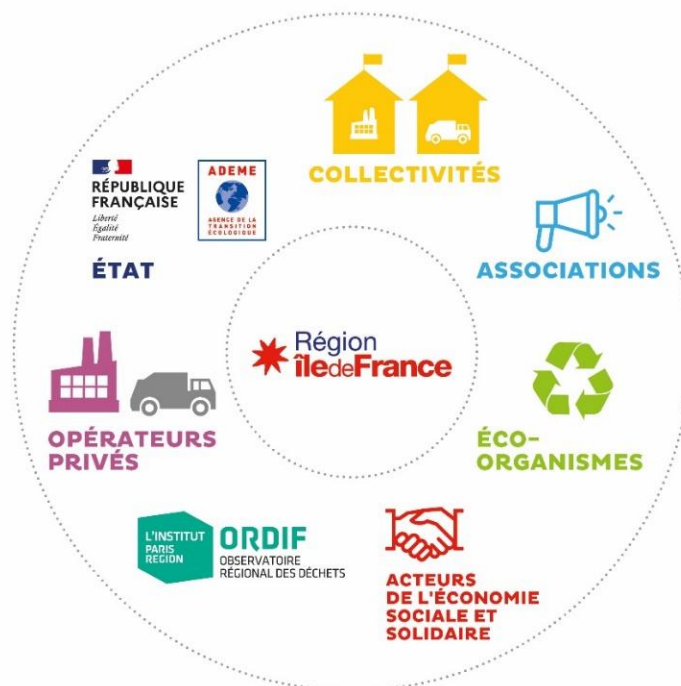 COLLECTIVITÉS
RÉPUBLIQUE
FRANÇAISE
Liberté
Égalité
Fraternité
ADEME
AGENCE DE LA
TRANSITION
ÉCOLOGIQUE
ÉTAT
ASSOCIATIONS
Région
îledeFrance
OPÉRATEURS
PRIVÉS
ÉCO-
ORGANISMES
L'INSTITUT
PARIS
REGION
ORDIF
OBSERVATOIRE
RÉGIONAL DES DÉCHETS
ACTEURS
DE L'ÉCONOMIE
SOCIALE ET
SOLIDAIRE